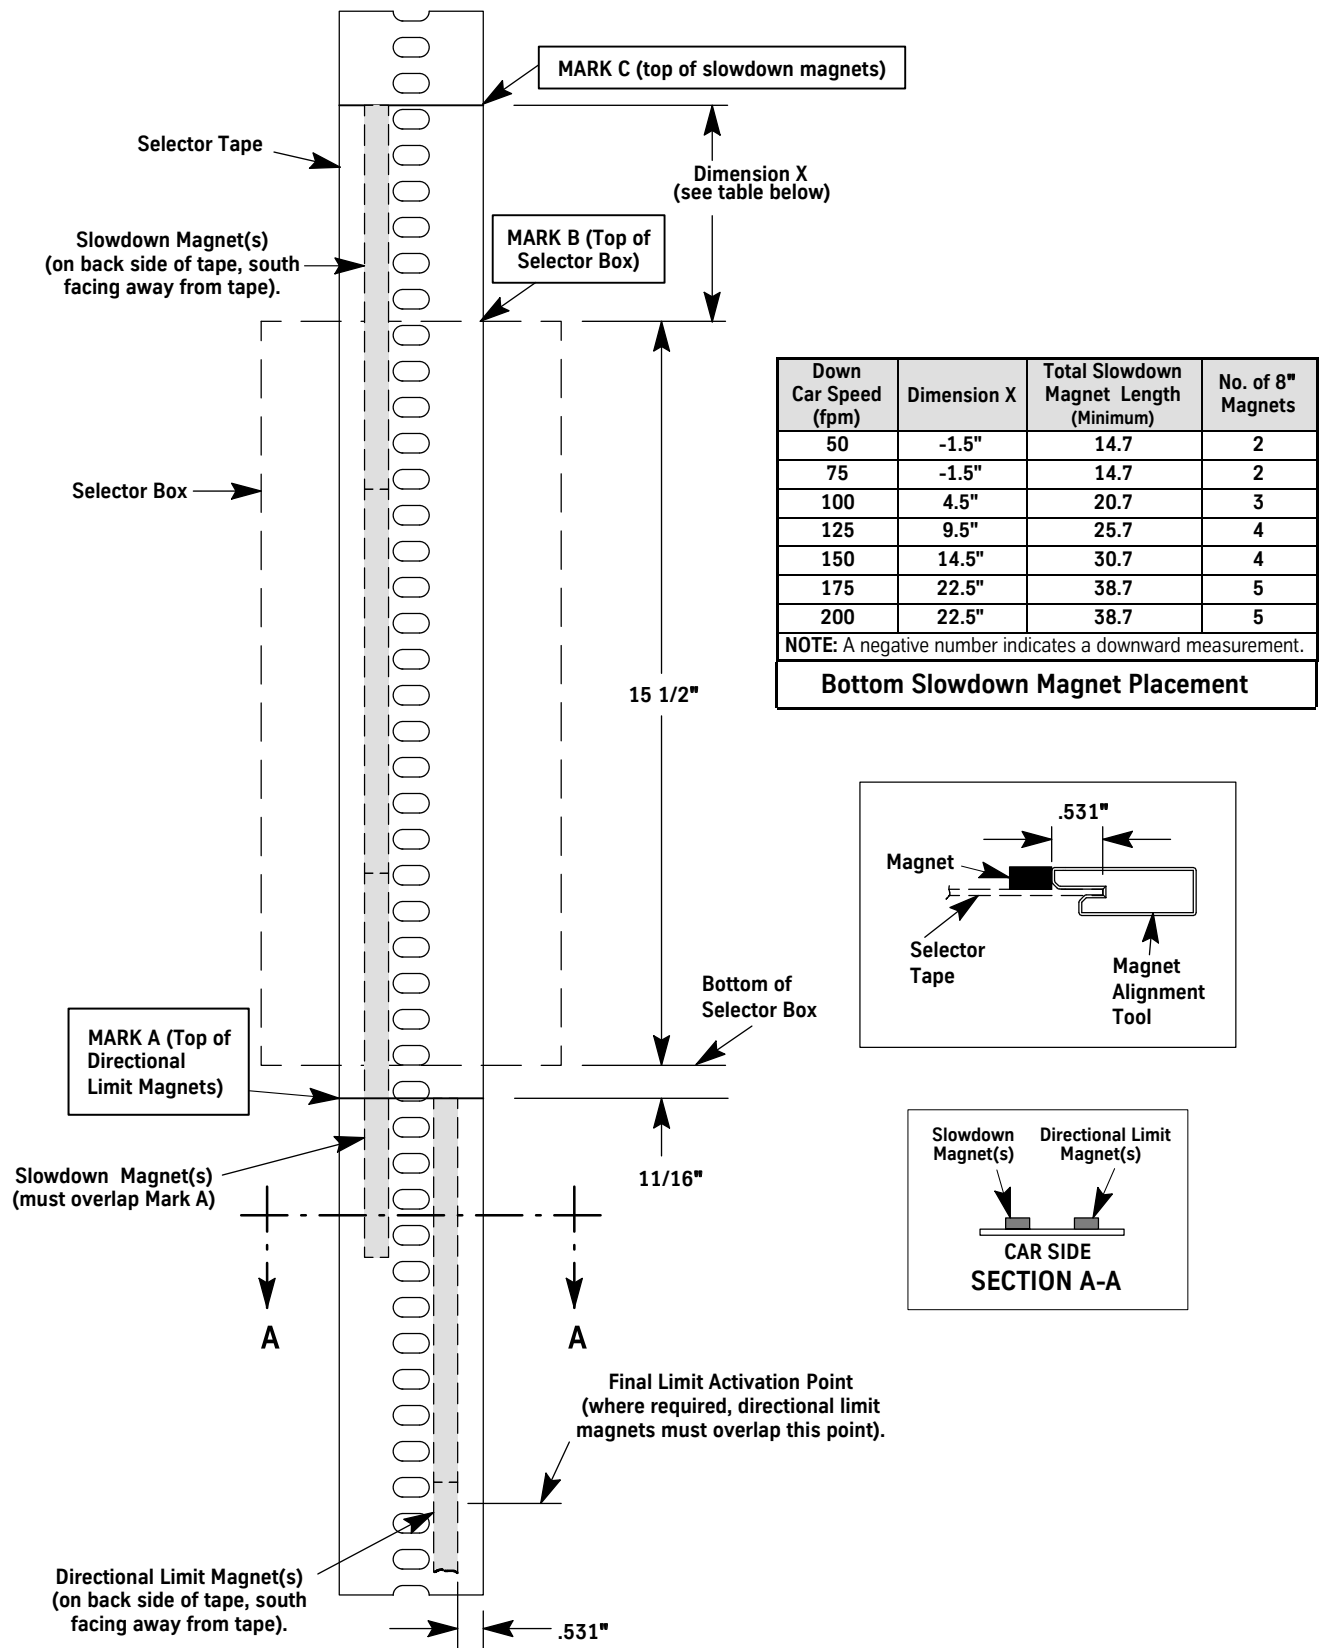 MARK C (top of slowdown magnets)
Selector Tape
Dimension X
(see table below)
Slowdown Magnet(s)
(on back side of tape, south
facing away from tape).
MARK B (Top of
Selector Box)
Down
Car Speed
(fpm)
Dimension X
Total Slowdown
Magnet Length
(Minimum)
No. of 8"
Magnets
50 -1.5" 14.7 2
75 -1.5" 14.7 2
100 4.5" 20.7 3
125 9.5" 25.7 4
150 14.5" 30.7 4
175 22.5" 38.7 5
200 22.5" 38.7 5
NOTE: A negative number indicates a downward measurement.
Bottom Slowdown Magnet Placement
Selector Box
15 1/2"
.531"
Magnet
Selector
Tape
Magnet
Alignment
Tool
Bottom of
Selector Box
MARK A (Top of
Directional
Limit Magnets)
Slowdown Magnet(s)
(must overlap Mark A)
11/16"
Slowdown
Magnet(s)
Directional Limit
Magnet(s)
CAR SIDE
SECTION A-A
A
A
Final Limit Activation Point
(where required, directional limit
magnets must overlap this point).
Directional Limit Magnet(s)
(on back side of tape, south
facing away from tape).
.531"